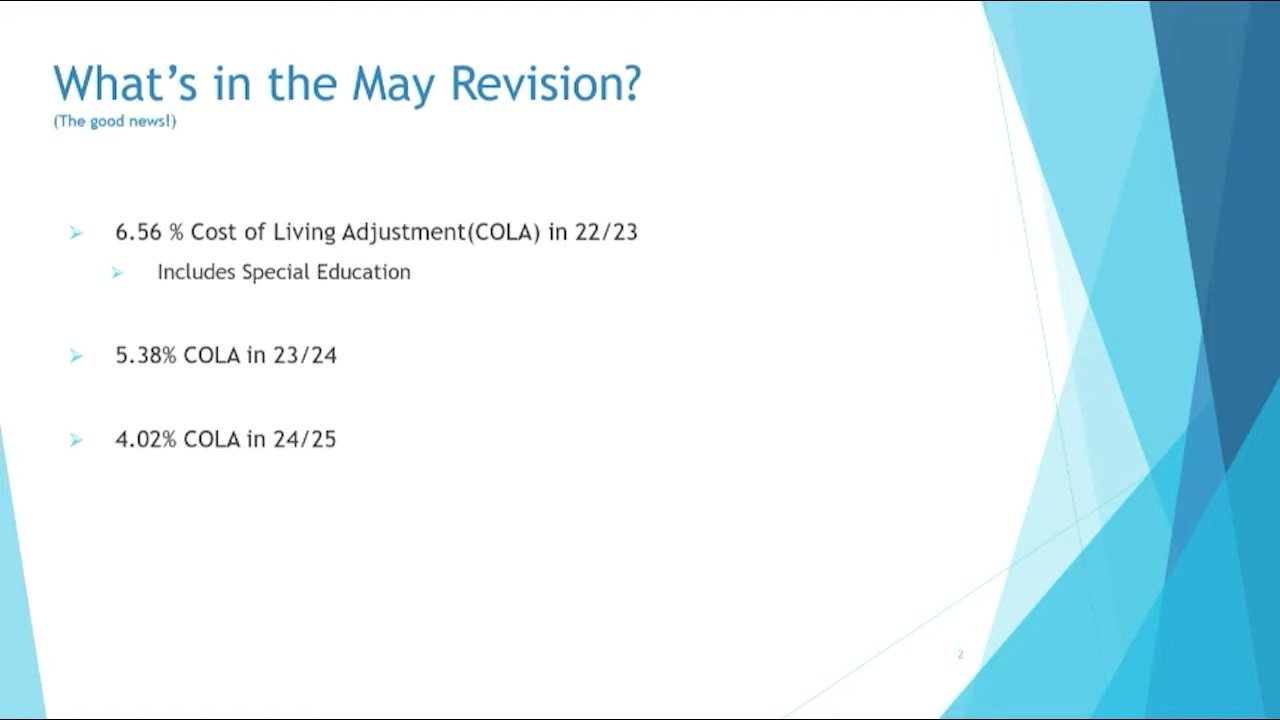 What’s in the May Revision?
(The good news!)
6.56 % Cost of Living Adjustment(COLA) in 22/23
Includes Special Education
5.38% COLA in 23/24
4.02% COLA in 24/25
2